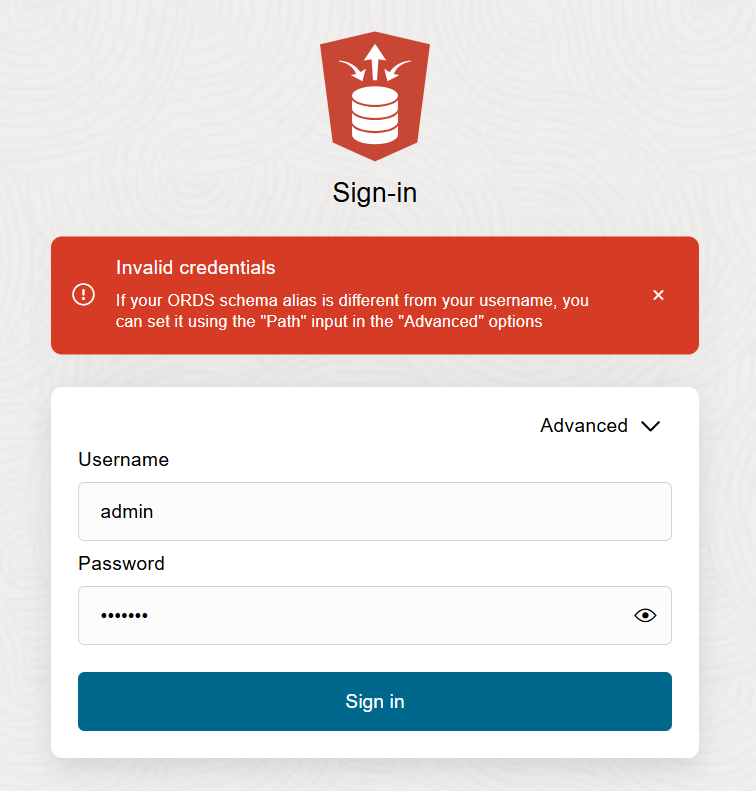 Sign-in
Invalid credentials
If your ORDS schema alias is different from your username, you
can set it using the "Path" input in the "Advanced" options
Advanced
Username
admin
Password
•••••••
Sign in